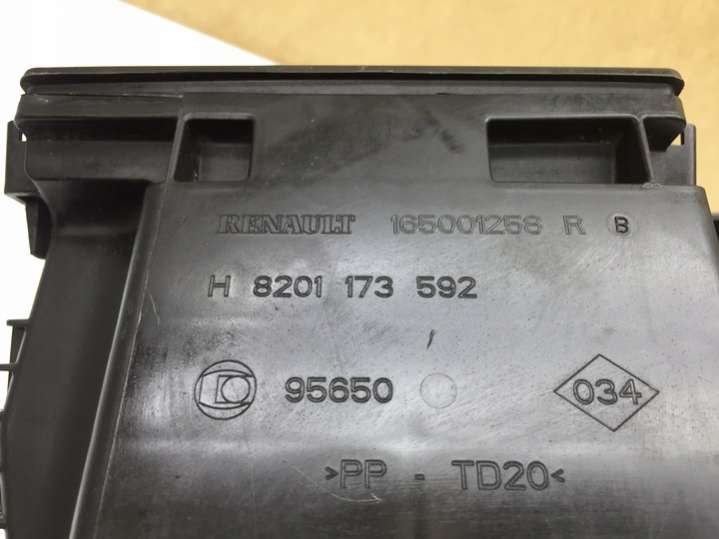 RENAULT 165001258 R B
H 8201 173 592
95650 034
>PP - TD20<